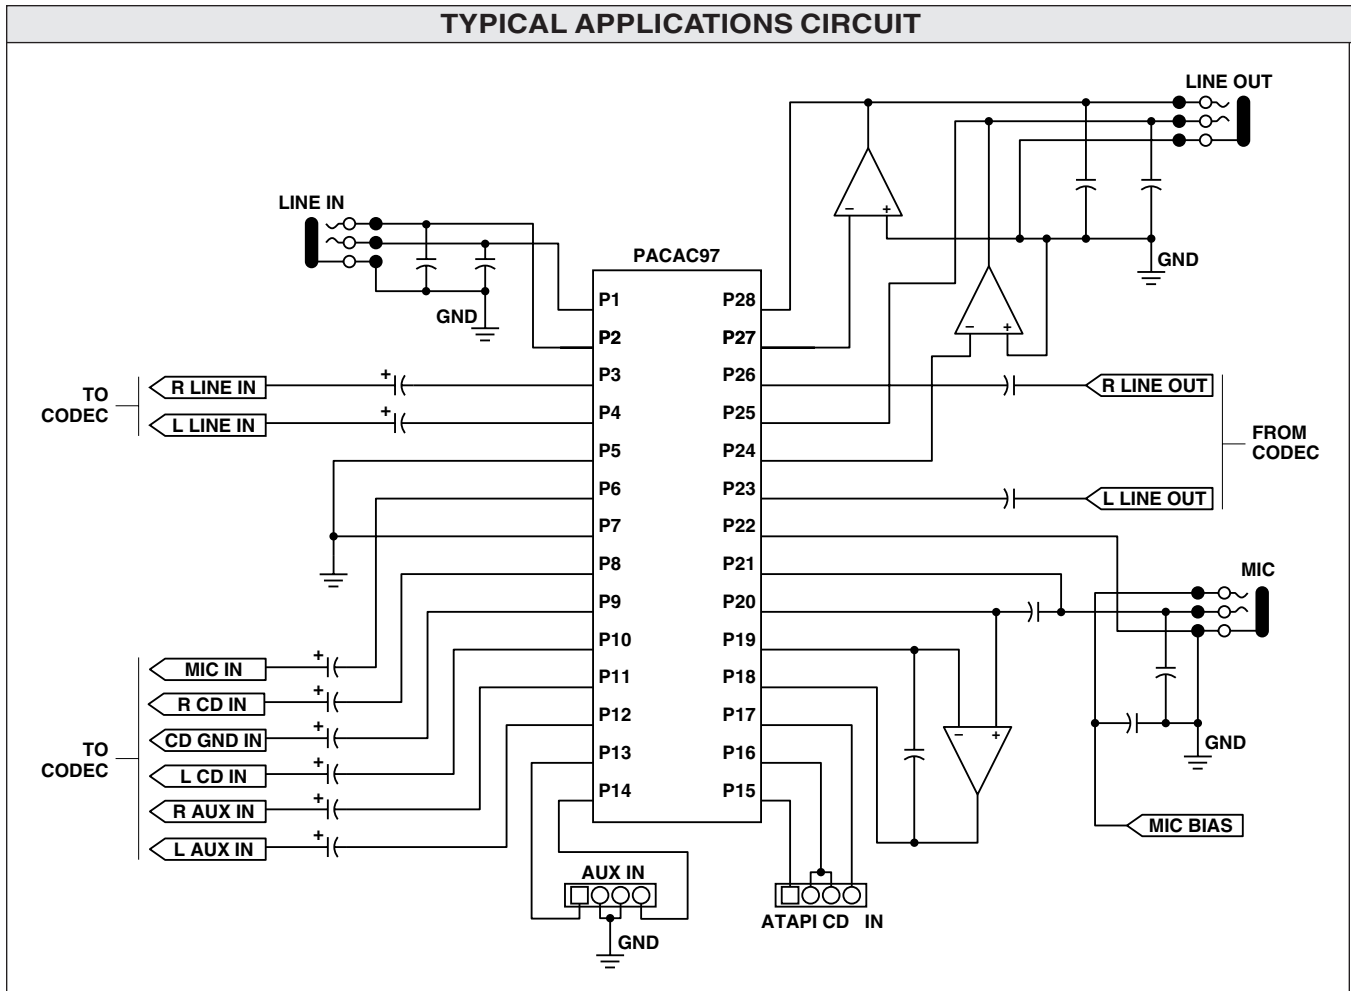 TYPICAL APPLICATIONS CIRCUIT
LINE OUT
- +
GND
LINE IN
GND
- +
PACAC97
P1 P28
P2 P27
P3 P26
P4 P25
P5 P24
P6 P23
P7 P22
P8 P21
P9 P20
P10 P19
P11 P18
P12 P17
P13 P16
P14 P15
TO
CODEC
R LINE IN +
L LINE IN +
R LINE OUT
L LINE OUT
FROM
CODEC
MIC
GND
MIC BIAS
- +
TO
CODEC
MIC IN +
R CD IN +
CD GND IN +
L CD IN +
R AUX IN +
L AUX IN +
AUX IN
GND
ATAPI CD IN